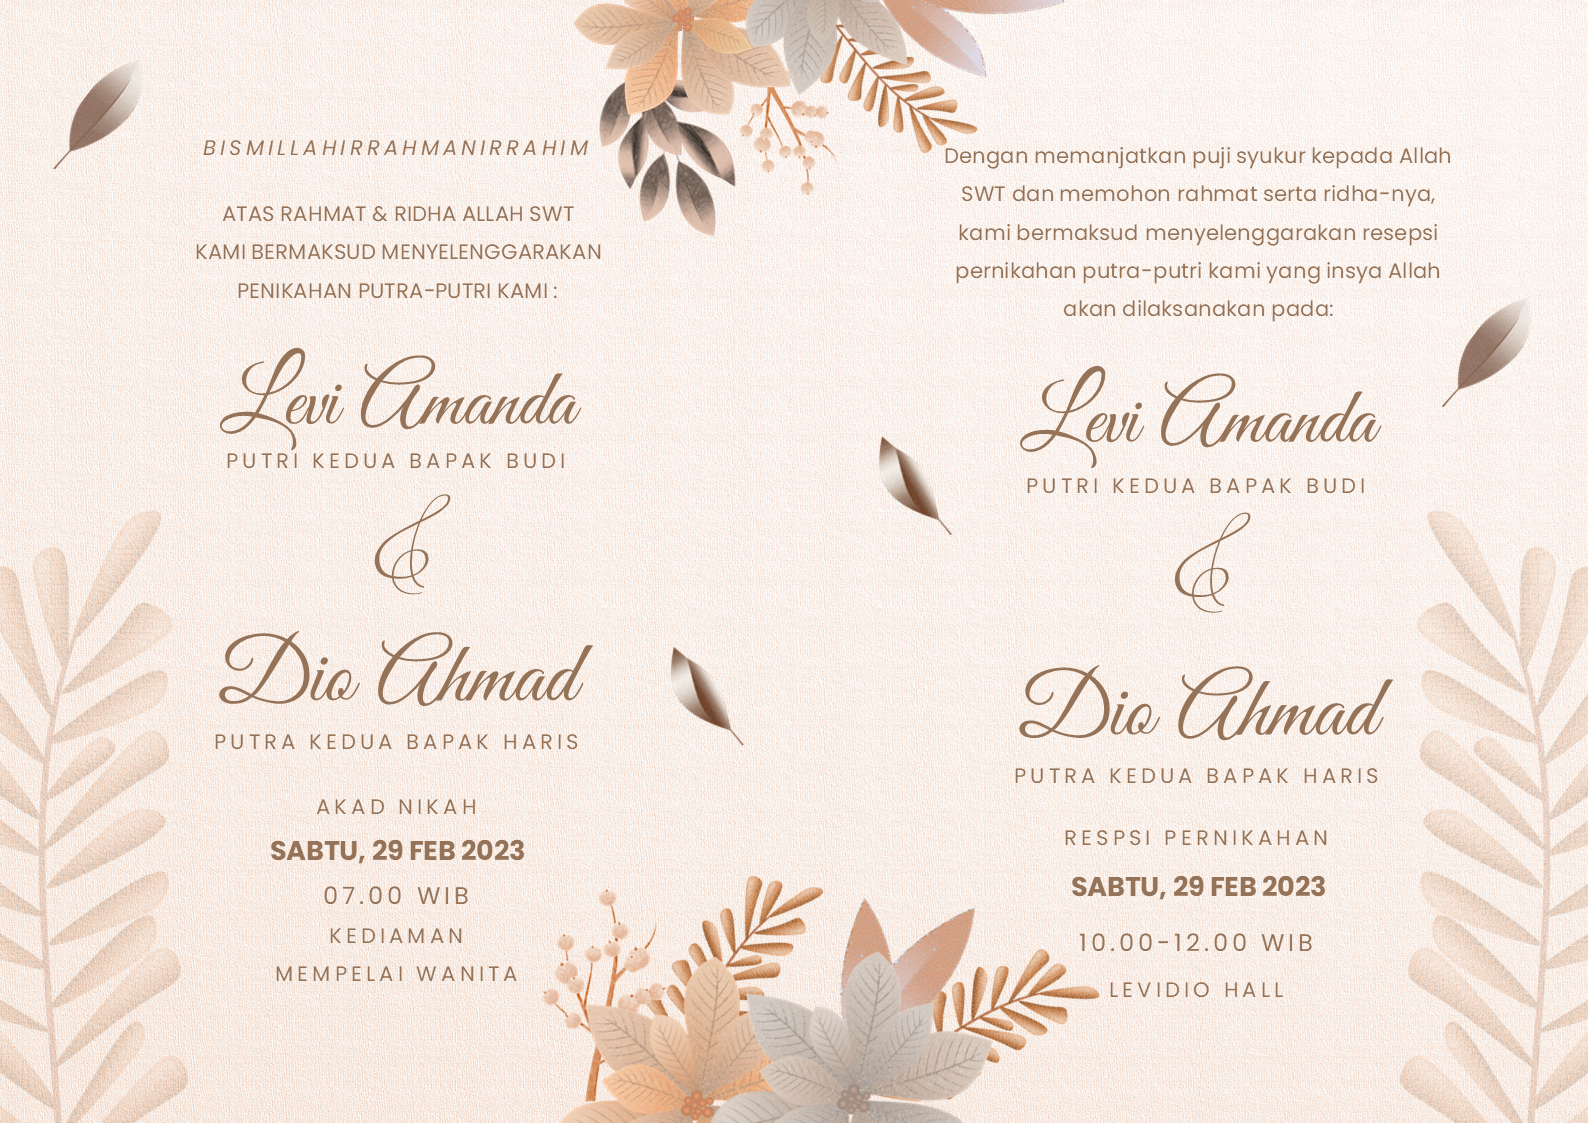 BISMILLAHIRRAHMANIRRAHIM
ATAS RAHMAT & RIDHA ALLAH SWT
KAMI BERMAKSUD MENYELENGGARAKAN
PENIKAHAN PUTRA-PUTRI KAMI :
Levi Amanda
PUTRI KEDUA BAPAK BUDI
&
Dio Ahmad
PUTRA KEDUA BAPAK HARIS
AKAD NIKAH
SABTU, 29 FEB 2023
07.00 WIB
KEDIAMAN
MEMPELAI WANITA
Dengan memanjatkan puji syukur kepada Allah
SWT dan memohon rahmat serta ridha-nya,
kami bermaksud menyelenggarakan resepsi
pernikahan putra-putri kami yang insya Allah
akan dilaksanakan pada:
Levi Amanda
PUTRI KEDUA BAPAK BUDI
&
Dio Ahmad
PUTRA KEDUA BAPAK HARIS
RESPSI PERNIKAHAN
SABTU, 29 FEB 2023
10.00-12.00 WIB
LEVIDIO HALL